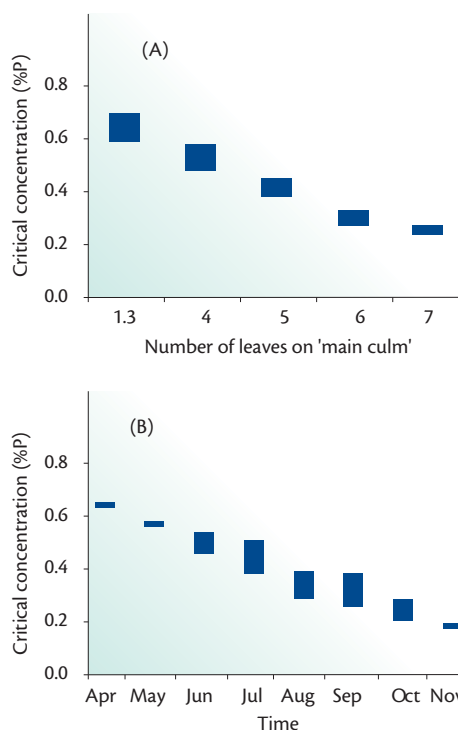 (A)
Critical concentration (%P)
0.8
0.6
0.4
0.2
0.0
1.3 4 5 6 7
Number of leaves on 'main culm'
(B)
Critical concentration (%P)
0.8
0.6
0.4
0.2
0.0
Apr May Jun Jul Aug Sep Oct Nov
Time